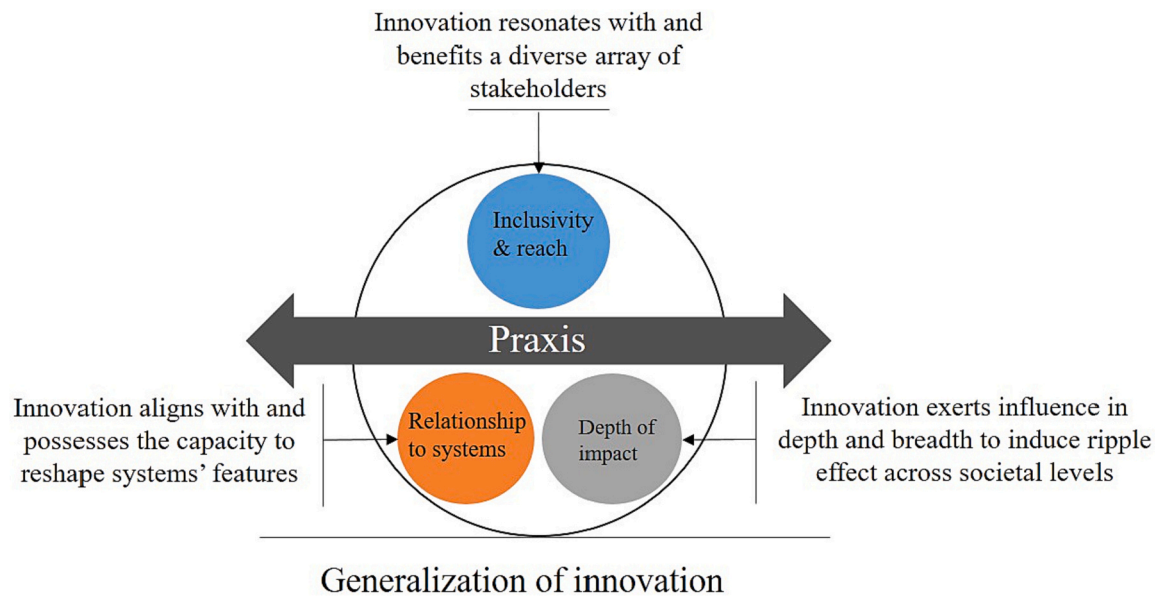 Innovation resonates with and
benefits a diverse array of
stakeholders
Inclusivity
& reach
Praxis
Innovation aligns with and
possesses the capacity to
reshape systems’ features
Relationship
to systems
Depth of
impact
Innovation exerts influence in
depth and breadth to induce ripple
effect across societal levels
Generalization of innovation